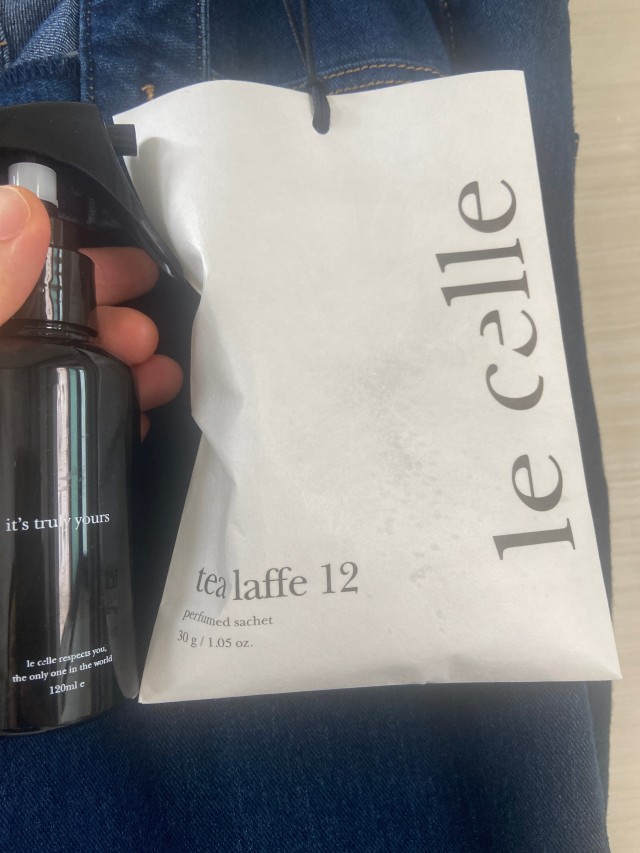 it's truly yours
le celle respects you,
the only one in the world
120ml e
le celle
tea laffe 12
perfumed sachet
30 g / 1.05 oz.